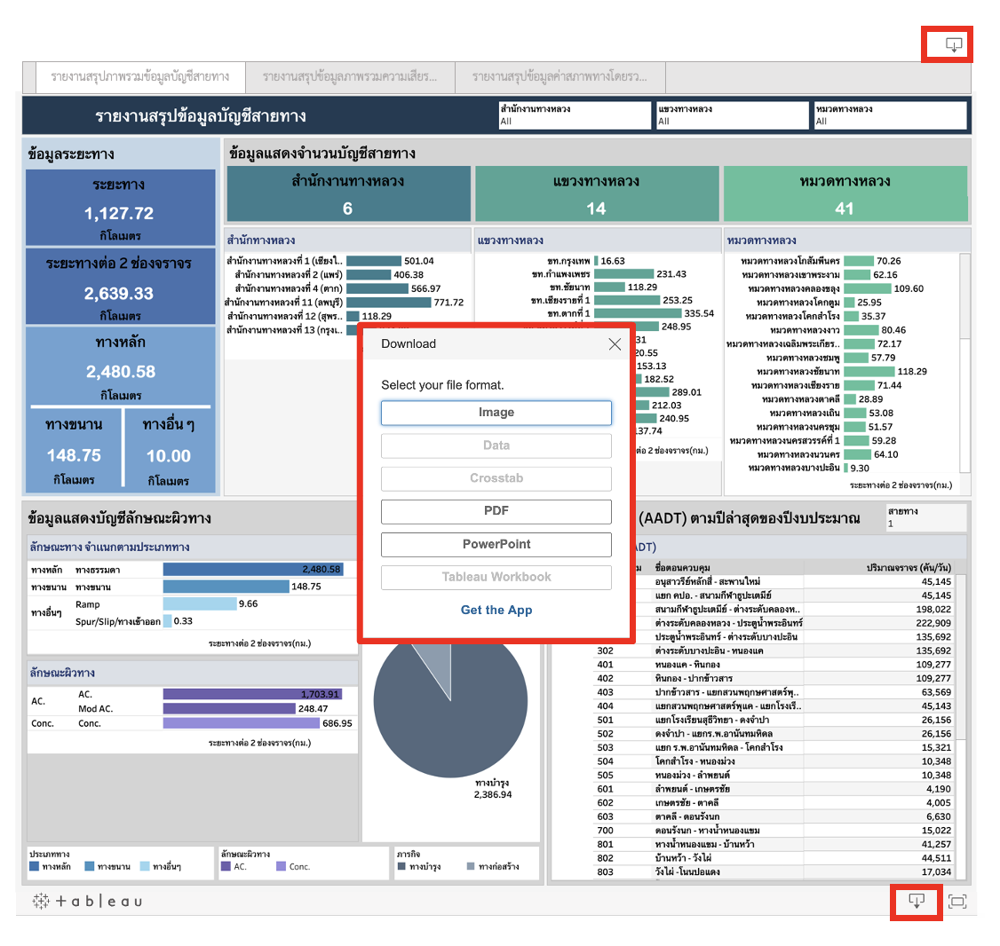 รายงานสรุปภาพรวมข้อมูลบัญชีสายทาง
รายงานสรุปข้อมูลภาพรวมความเสียร...
รายงานสรุปข้อมูลค่าสภาพทางโดยรว...
รายงานสรุปข้อมูลบัญชีสายทาง
สำนักงานทางหลวง
All
แขวงทางหลวง
All
หมวดทางหลวง
All
ข้อมูลระยะทาง
ระยะทาง
1,127.72
กิโลเมตร
ระยะทางต่อ 2 ช่องจราจร
2,639.33
กิโลเมตร
ทางหลัก
2,480.58
กิโลเมตร
ทางขนาน
148.75
กิโลเมตร
ทางอื่น ๆ
10.00
กิโลเมตร
ข้อมูลแสดงจำนวนบัญชีสายทาง
สำนักงานทางหลวง
6
แขวงทางหลวง
14
หมวดทางหลวง
41
สำนักทางหลวง
สำนักงานทางหลวงที่ 1 (เชียงใ.. 501.04
สำนักงานทางหลวงที่ 2 (แพร่) 406.38
สำนักงานทางหลวงที่ 4 (ตาก) 566.97
สำนักงานทางหลวงที่ 11 (ลพบุรี) 771.72
สำนักงานทางหลวงที่ 12 (สุพร.. 118.29
สำนักงานทางหลวงที่ 13 (กรุงเ..
แขวงทางหลวง
ขท.กรุงเทพ 16.63
ขท.กำแพงเพชร 231.43
ขท.ชัยนาท 118.29
ขท.เชียงรายที่ 1 253.25
ขท.ตากที่ 1 335.54
248.95
31
20.55
153.13
182.52
289.01
212.03
240.95
137.74
ต่อ 2 ช่องจราจร(กม.)
หมวดทางหลวง
หมวดทางหลวงโกสัมพีนคร 70.26
หมวดทางหลวงเขาพระงาม 62.16
หมวดทางหลวงคลองขลุง 109.60
หมวดทางหลวงโคกตูม 25.95
หมวดทางหลวงโคกสำโรง 35.37
หมวดทางหลวงงาว 80.46
หมวดทางหลวงเฉลิมพระเกียร.. 72.17
หมวดทางหลวงชมพู 57.79
หมวดทางหลวงชัยนาท 118.29
หมวดทางหลวงเชียงราย 71.44
หมวดทางหลวงตาคลี 28.89
หมวดทางหลวงเถิน 53.08
หมวดทางหลวงนครชุม 51.57
หมวดทางหลวงนครสวรรค์ที่ 1 59.28
หมวดทางหลวงนวนคร 64.10
หมวดทางหลวงบางปะอิน 9.30
ระยะทางต่อ 2 ช่องจราจร(กม.)
Download
Select your file format.
Image
Data
Crosstab
PDF
PowerPoint
Tableau Workbook
Get the App
ข้อมูลแสดงบัญชีลักษณะผิวทาง
ลักษณะทาง จำแนกตามประเภททาง
ทางหลัก ทางธรรมดา 2,480.58
ทางขนาน ทางขนาน 148.75
ทางอื่นๆ Ramp 9.66
Spur/Slip/ทางเข้าออก 0.33
ระยะทางต่อ 2 ช่องจราจร(กม.)
ลักษณะผิวทาง
AC. AC. 1,703.91
Mod AC. 248.47
Conc. Conc. 686.95
ระยะทางต่อ 2 ช่องจราจร(กม.)
ทางบำรุง
2,386.94
(AADT) ตามปีล่าสุดของปีงบประมาณ
สายทาง
1
ADT)
ม ชื่อตอนควบคุม ปริมาณจราจร (คัน/วัน)
อนุสาวรีย์หลักสี่ - สะพานใหม่ 45,145
แยก คปอ. - สนามกีฬาธูปะเตมีย์ 45,145
สนามกีฬาธูปะเตมีย์ - ต่างระดับคลองห.. 198,022
ต่างระดับคลองหลวง - ประตูน้ำพระอินทร์ 222,909
ประตูน้ำพระอินทร์ - ต่างระดับบางปะอิน 135,692
302 ต่างระดับบางปะอิน - หนองแค 135,692
401 หนองแค - หินกอง 109,277
402 หินกอง - ปากข้าวสาร 109,277
403 ปากข้าวสาร - แยกสวนพฤกษศาสตร์พุ.. 63,569
404 แยกสวนพฤกษศาสตร์พุแค - แยกโรงเรี.. 45,143
501 แยกโรงเรียนสุธีวิทยา - ดงจำปา 26,156
502 ดงจำปา - แยกร.พ.อานันทมหิดล 26,156
503 แยก ร.พ.อานันทมหิดล - โคกสำโรง 15,321
504 โคกสำโรง - หนองม่วง 10,348
505 หนองม่วง - ลำพยนต์ 10,348
601 ลำพยนต์ - เกษตรชัย 4,190
602 เกษตรชัย - ตาคลี 4,005
603 ตาคลี - ดอนรังนก 6,630
700 ดอนรังนก - หางน้ำหนองแขม 15,022
801 หางน้ำหนองแขม - บ้านหว้า 41,257
802 บ้านหว้า - วังไผ่ 44,511
803 วังไผ่ -โนนปอแดง 17,034
ประเภททาง
ทางหลัก ทางขนาน ทางอื่นๆ
ลักษณะผิวทาง
AC. Conc.
ภารกิจ
ทางบำรุง ทางก่อสร้าง
+ a b l e a u